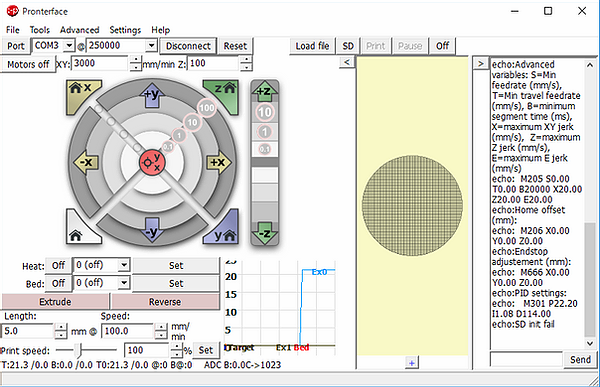 Pronterface
File Tools Advanced Settings Help
Port COM3 @ 250000 Disconnect Reset Load file SD Print Pause Off
Motors off XY: 3000 mm/min Z: 100 < >
x +y z
100
10
1
0.1
-x y x +x
-y y
+z
10
1
0.1
-z
Heat: Off 0 (off) Set
Bed: Off 0 (off) Set
Extrude Reverse
Length: Speed:
5.0 mm @ 100.0 mm/
min
Print speed: 100 % Set
T:21.3 /0.0 B:0.0 /0.0 T0:21.3 /0.0 @:0 B@:0 ADC B:0.0C->1023
25
20
15
10
5
0
Ex0
Target Ex1 Bed
+
echo:Advanced
variables: S=Min
feedrate (mm/s),
T=Min travel feedrate
(mm/s), B=minimum
segment time (ms),
X=maximum XY jerk
(mm/s), Z=maximum
Z jerk (mm/s),
E=maximum E jerk
(mm/s)
echo: M205 S0.00
T0.00 B20000 X20.00
Z20.00 E20.00
echo:Home offset
(mm):
echo: M206 X0.00
Y0.00 Z0.00
echo:Endstop
adjustement (mm):
echo: M666 X0.00
Y0.00 Z0.00
echo:PID settings:
echo: M301 P22.20
I1.08 D114.00
echo:SD init fail
Send